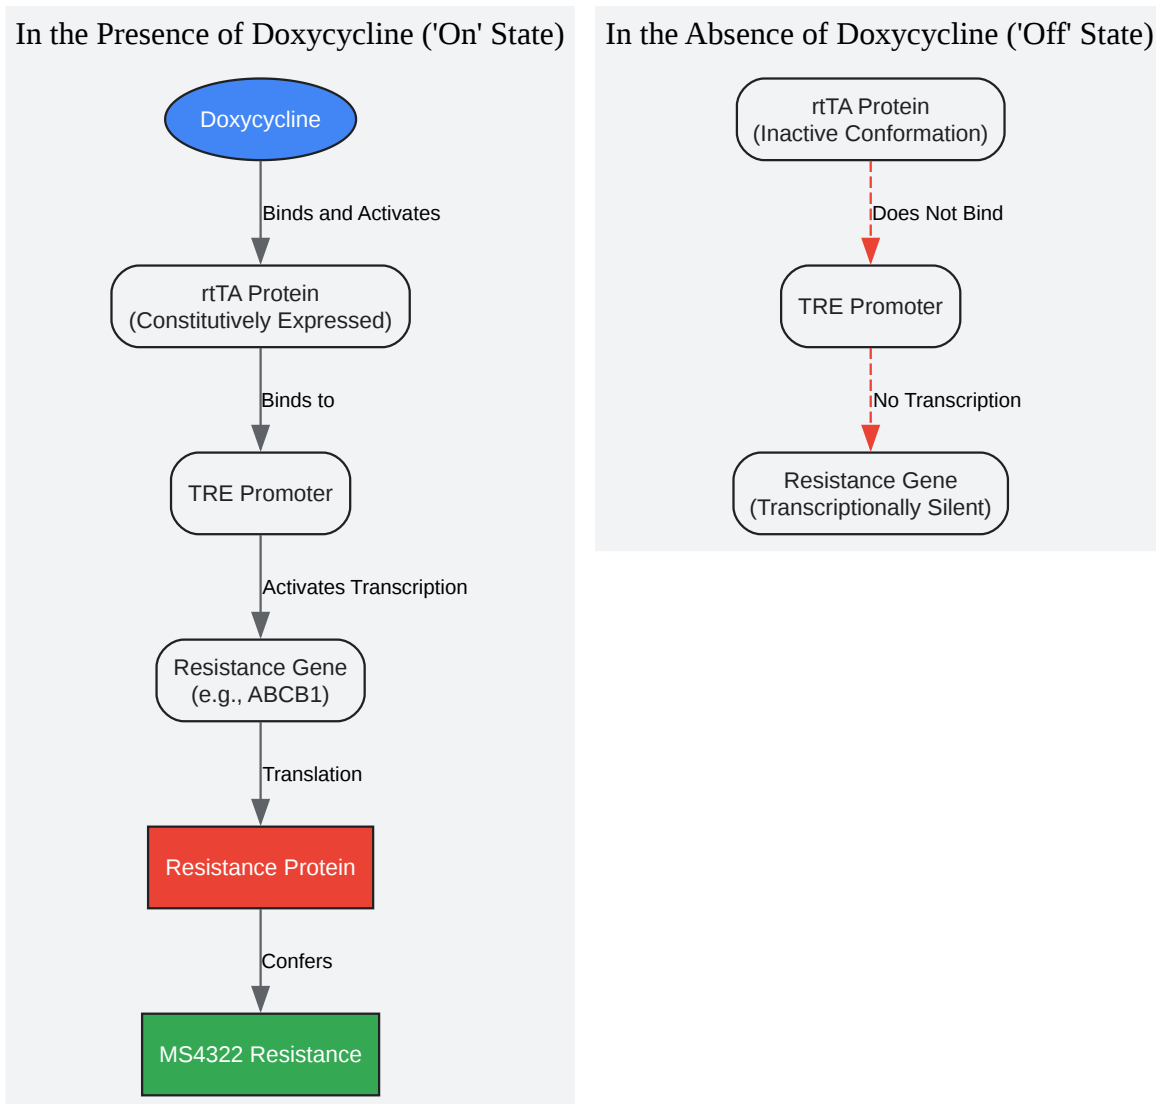 In the Presence of Doxycycline ('On' State)
Doxycycline
Binds and Activates
rtTA Protein
(Constitutively Expressed)
Binds to
TRE Promoter
Activates Transcription
Resistance Gene
(e.g., ABCB1)
Translation
Resistance Protein
Confers
MS4322 Resistance
In the Absence of Doxycycline ('Off' State)
rtTA Protein
(Inactive Conformation)
Does Not Bind
TRE Promoter
No Transcription
Resistance Gene
(Transcriptionally Silent)